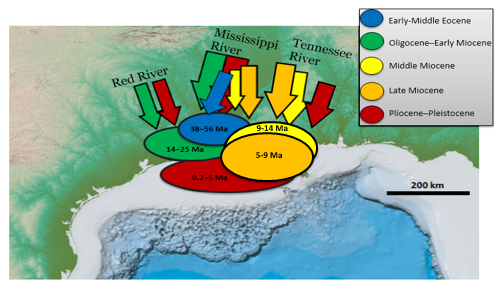 Early-Middle Eocene
Oligocene–Early Miocene
Middle Miocene
Late Miocene
Pliocene–Pleistocene
Mississippi
River
Tennessee
River
Red River
38–56 Ma
9-14 Ma
14–25 Ma
5-9 Ma
0.2–5 Ma
200 km